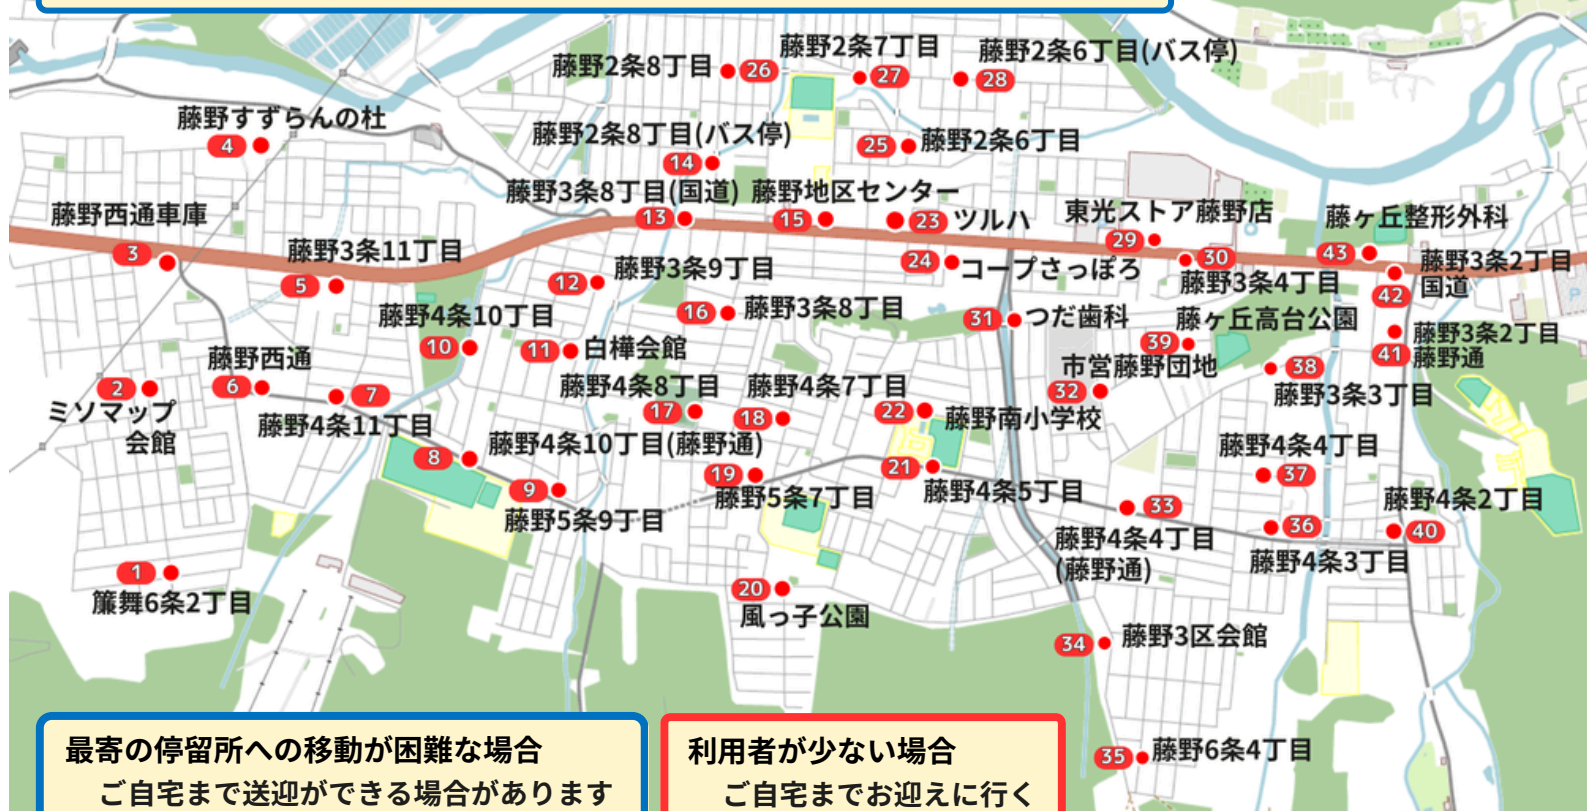 藤野2条7丁目
藤野2条6丁目(バス停)
藤野2条8丁目 26
27
28
藤野すずらんの杜
4
藤野2条8丁目(バス停)
14
25 藤野2条6丁目
藤野3条8丁目(国道) 藤野地区センター
13
15
23 ツルハ
東光ストア藤野店
29
藤ヶ丘整形外科
43
藤野西通車庫
3
藤野3条11丁目
5
12 藤野3条9丁目
24 コープさっぽろ
30
藤野3条4丁目
藤野3条2丁目
国道
42
藤野4条10丁目
10
16 藤野3条8丁目
31 つだ歯科
藤ヶ丘高台公園
39
藤野3条2丁目
藤野通
41
11 白樺会館
市営藤野団地
32
38
藤野3条3丁目
藤野西通
6
7
藤野4条11丁目
2
ミソマップ
会館
藤野4条8丁目
17
藤野4条7丁目
18
22
藤野南小学校
藤野4条10丁目(藤野通)
8
藤野4条4丁目
37
9
藤野5条9丁目
19
藤野5条7丁目
21
藤野4条5丁目
33
藤野4条4丁目
(藤野通)
36
藤野4条3丁目
藤野4条2丁目
40
1
簾舞6条2丁目
20
風っ子公園
34 藤野3区会館
35 藤野6条4丁目
最寄の停留所への移動が困難な場合
ご自宅まで送迎ができる場合があります
利用者が少ない場合
ご自宅までお迎えに行く